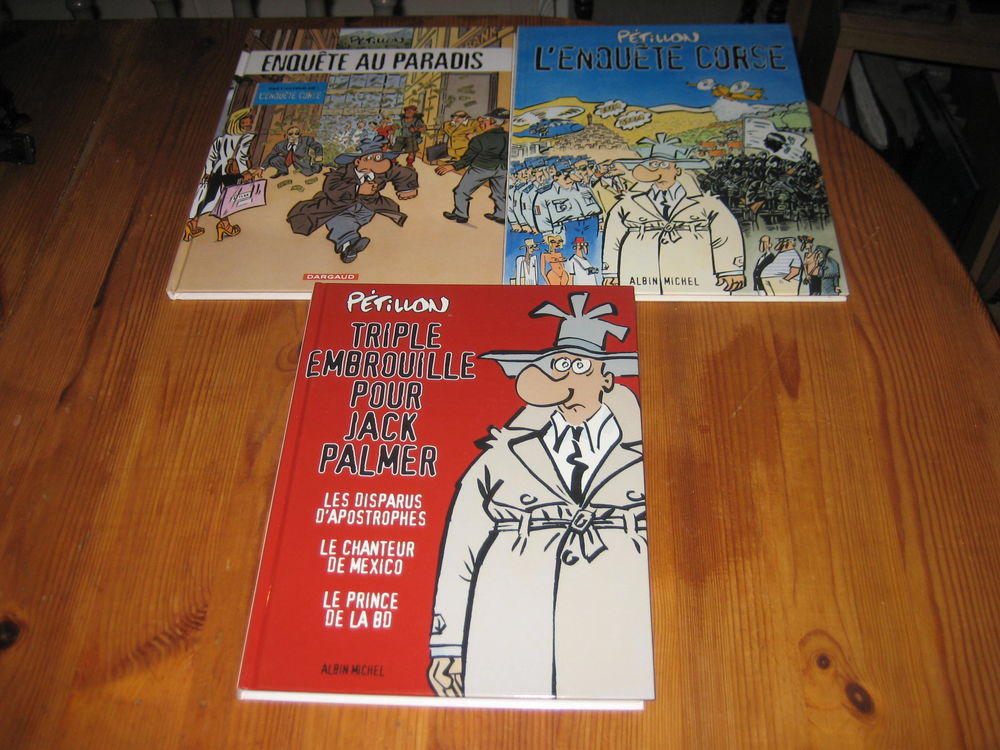 PÉTILLON
ENQUÊTE AU PARADIS
PAR L'AUTEUR DE
L'ENQUÊTE CORSE
DARGAUD
PÉTILLON
L'ENQUÊTE CORSE
ALBIN MICHEL
PÉTILLON
TRIPLE
EMBROUILLE
POUR
JACK
PALMER
LES DISPARUS
D'APOSTROPHES
LE CHANTEUR
DE MEXICO
LE PRINCE
DE LA BD
ALBIN MICHEL